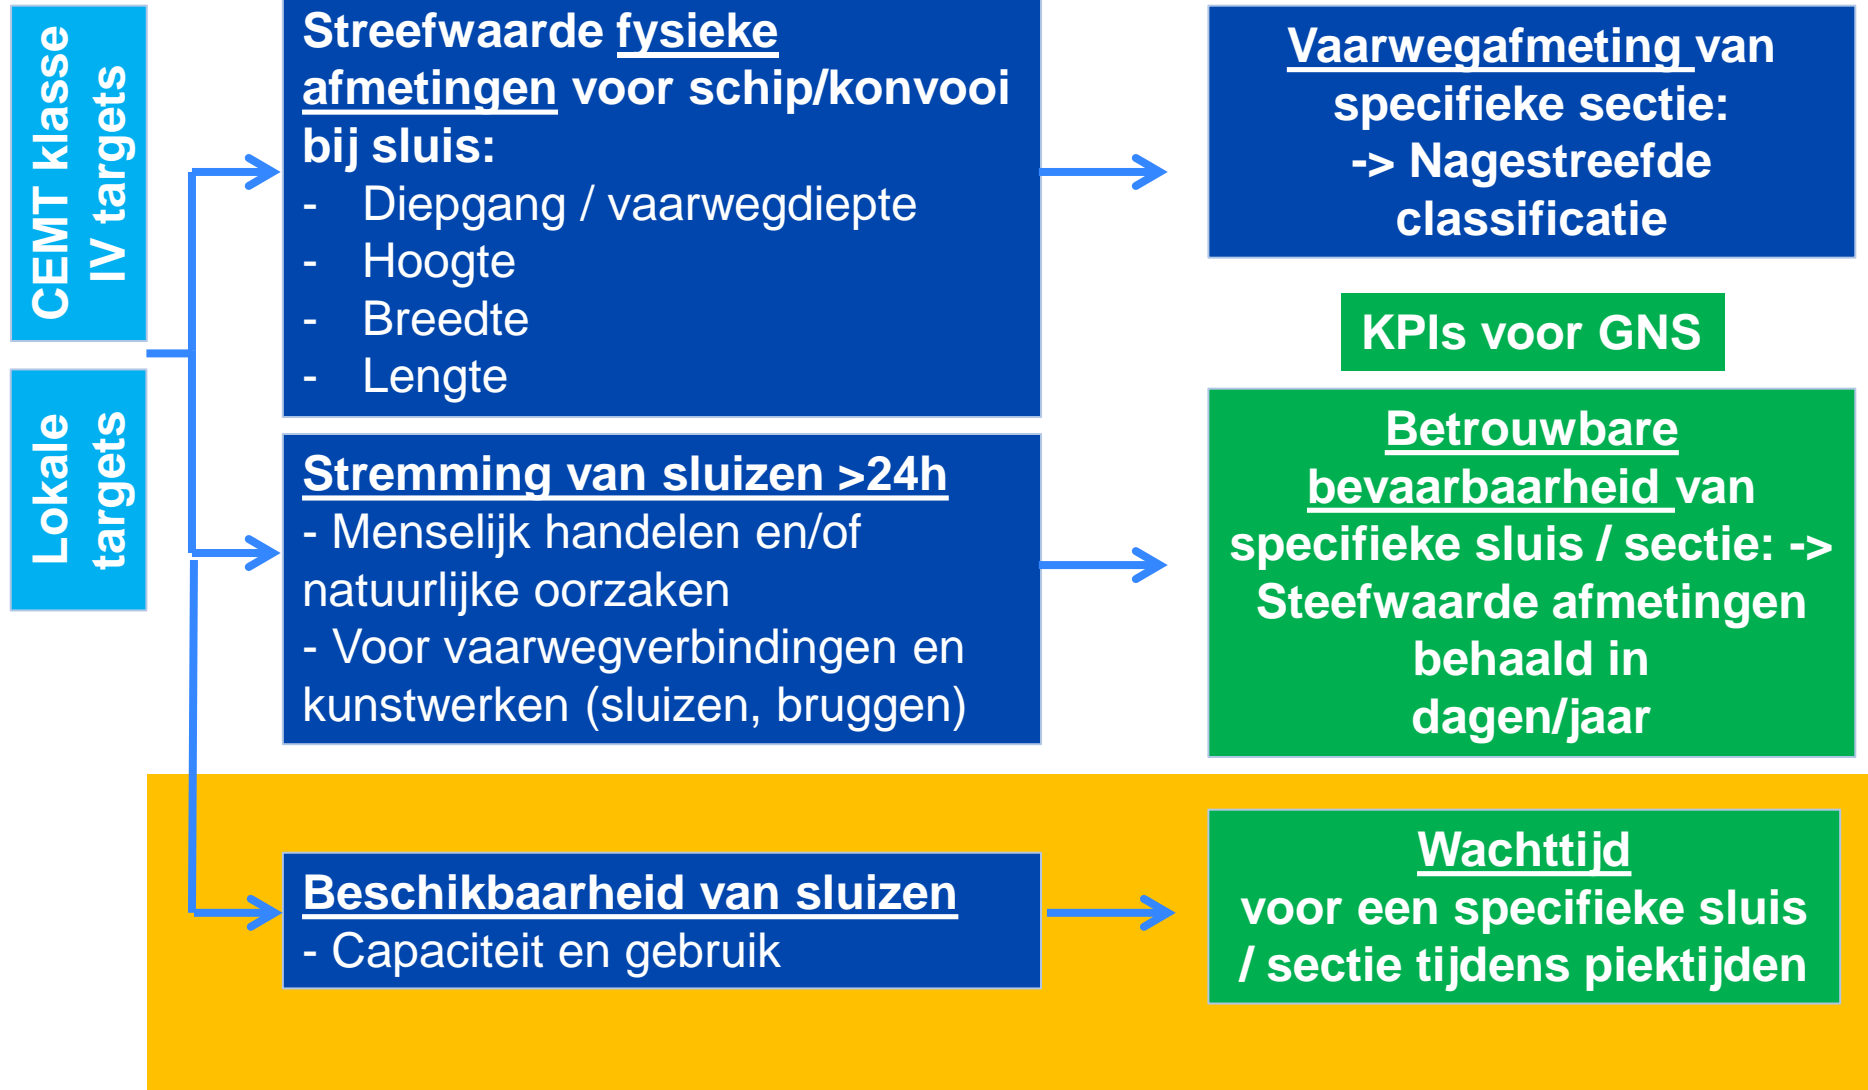 CEMT klasse
IV targets
Lokale
targets
Streefwaarde fysieke
afmetingen voor schip/konvooi
bij sluis:
- Diepgang / vaarwegdiepte
- Hoogte
- Breedte
- Lengte
Vaarwegafmeting van
specifieke sectie:
-> Nagestreefde
classificatie
KPIs voor GNS
Stremming van sluizen >24h
- Menselijk handelen en/of
natuurlijke oorzaken
- Voor vaarwegverbindingen en
kunstwerken (sluizen, bruggen)
Betrouwbare
bevaarbaarheid van
specifieke sluis / sectie: ->
Steefwaarde afmetingen
behaald in
dagen/jaar
Beschikbaarheid van sluizen
- Capaciteit en gebruik
Wachttijd
voor een specifieke sluis
/ sectie tijdens piektijden